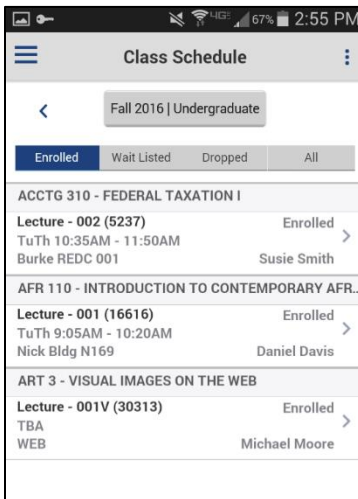 4G 67% 2:55 PM
Class Schedule
Fall 2016 | Undergraduate
Enrolled Wait Listed Dropped All
ACCTG 310 - FEDERAL TAXATION I
Lecture - 002 (5237) Enrolled
TuTh 10:35AM - 11:50AM
Burke REDC 001 Susie Smith
AFR 110 - INTRODUCTION TO CONTEMPORARY AFR..
Lecture - 001 (16616) Enrolled
TuTh 9:05AM - 10:20AM
Nick Bldg N169 Daniel Davis
ART 3 - VISUAL IMAGES ON THE WEB
Lecture - 001V (30313) Enrolled
TBA
WEB Michael Moore